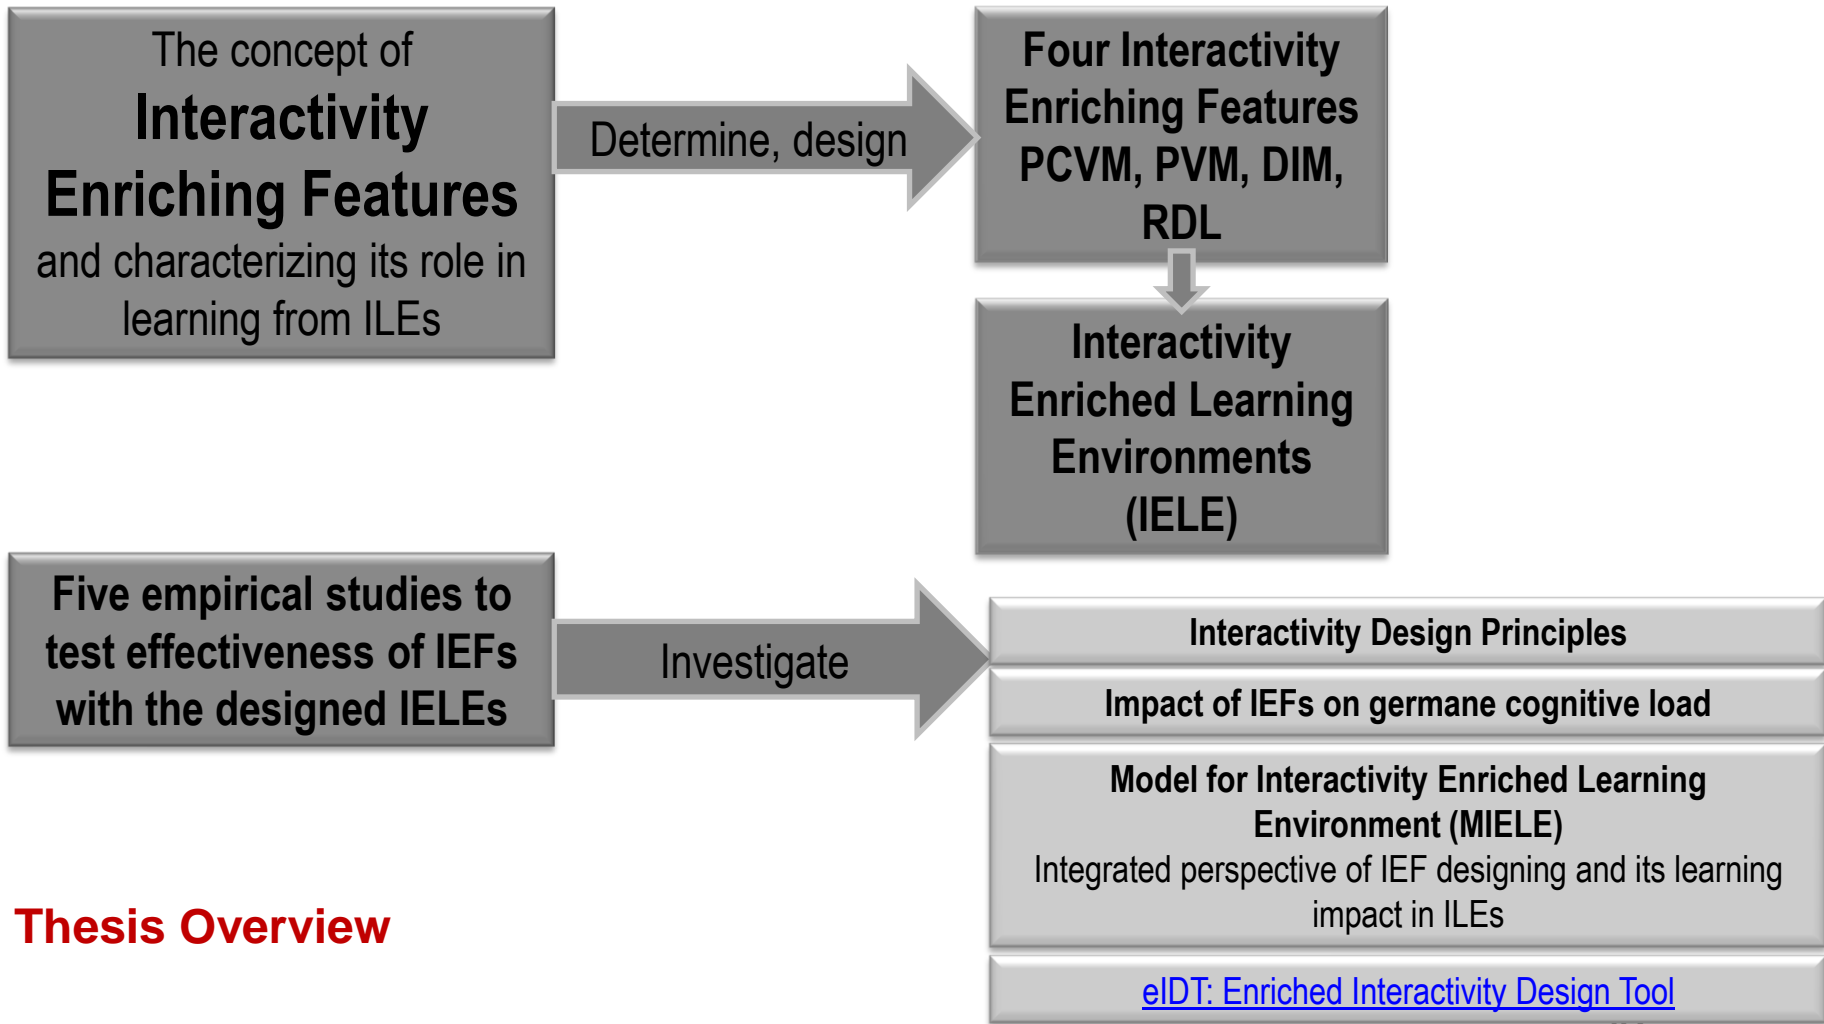 The concept of
Interactivity
Enriching Features
and characterizing its role in
learning from ILEs
Determine, design
Four Interactivity
Enriching Features
PCVM, PVM, DIM,
RDL
Interactivity
Enriched Learning
Environments
(IELE)
Five empirical studies to
test effectiveness of IEFs
with the designed IELEs
Investigate
Interactivity Design Principles
Impact of IEFs on germane cognitive load
Model for Interactivity Enriched Learning
Environment (MIELE)
Integrated perspective of IEF designing and its learning
impact in ILEs
eIDT: Enriched Interactivity Design Tool
Thesis Overview